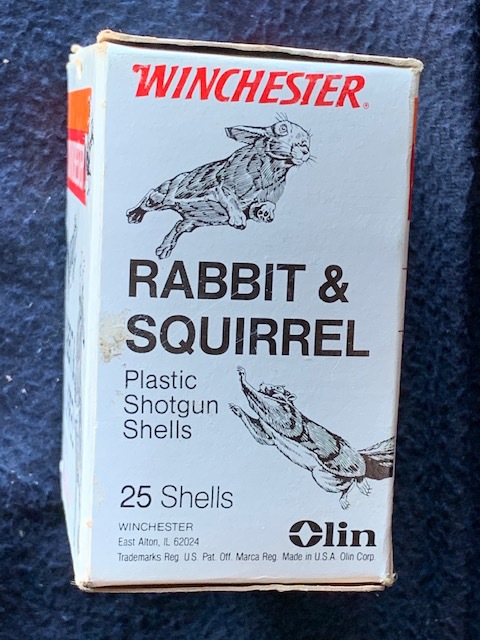 WINCHESTER®
RABBIT &
SQUIRREL
Plastic
Shotgun
Shells
25 Shells
WINCHESTER
East Alton, IL 62024
Olin
Trademarks Reg. U.S. Pat. Off. Marca Reg. Made in U.S.A. Olin Corp.